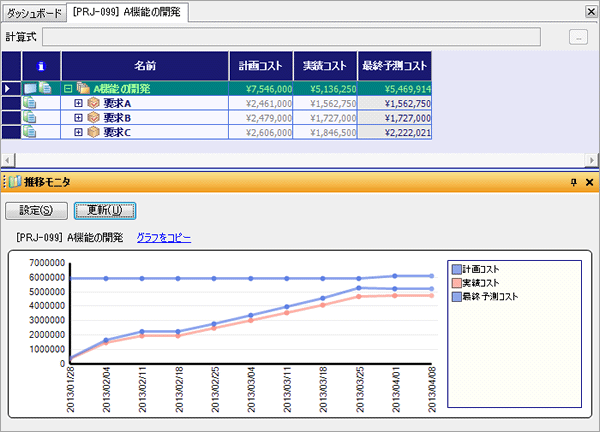 ダッシュボード [PRJ-099] A機能の開発
計算式 ...
i 名前 計画コスト 実績コスト 最終予測コスト
A機能の開発 ¥7,546,000 ¥5,136,250 ¥5,469,914
要求A ¥2,461,000 ¥1,562,750 ¥1,562,750
要求B ¥2,479,000 ¥1,727,000 ¥1,727,000
要求C ¥2,606,000 ¥1,846,500 ¥2,222,021
推移モニタ
設定(S) 更新(U)
[PRJ-099] A機能の開発 グラフをコピー
7000000
6000000
5000000
4000000
3000000
2000000
1000000
0
2013/01/28 2013/02/04 2013/02/11 2013/02/18 2013/02/25 2013/03/04 2013/03/11 2013/03/18 2013/03/25 2013/04/01 2013/04/08
計画コスト
実績コスト
最終予測コスト